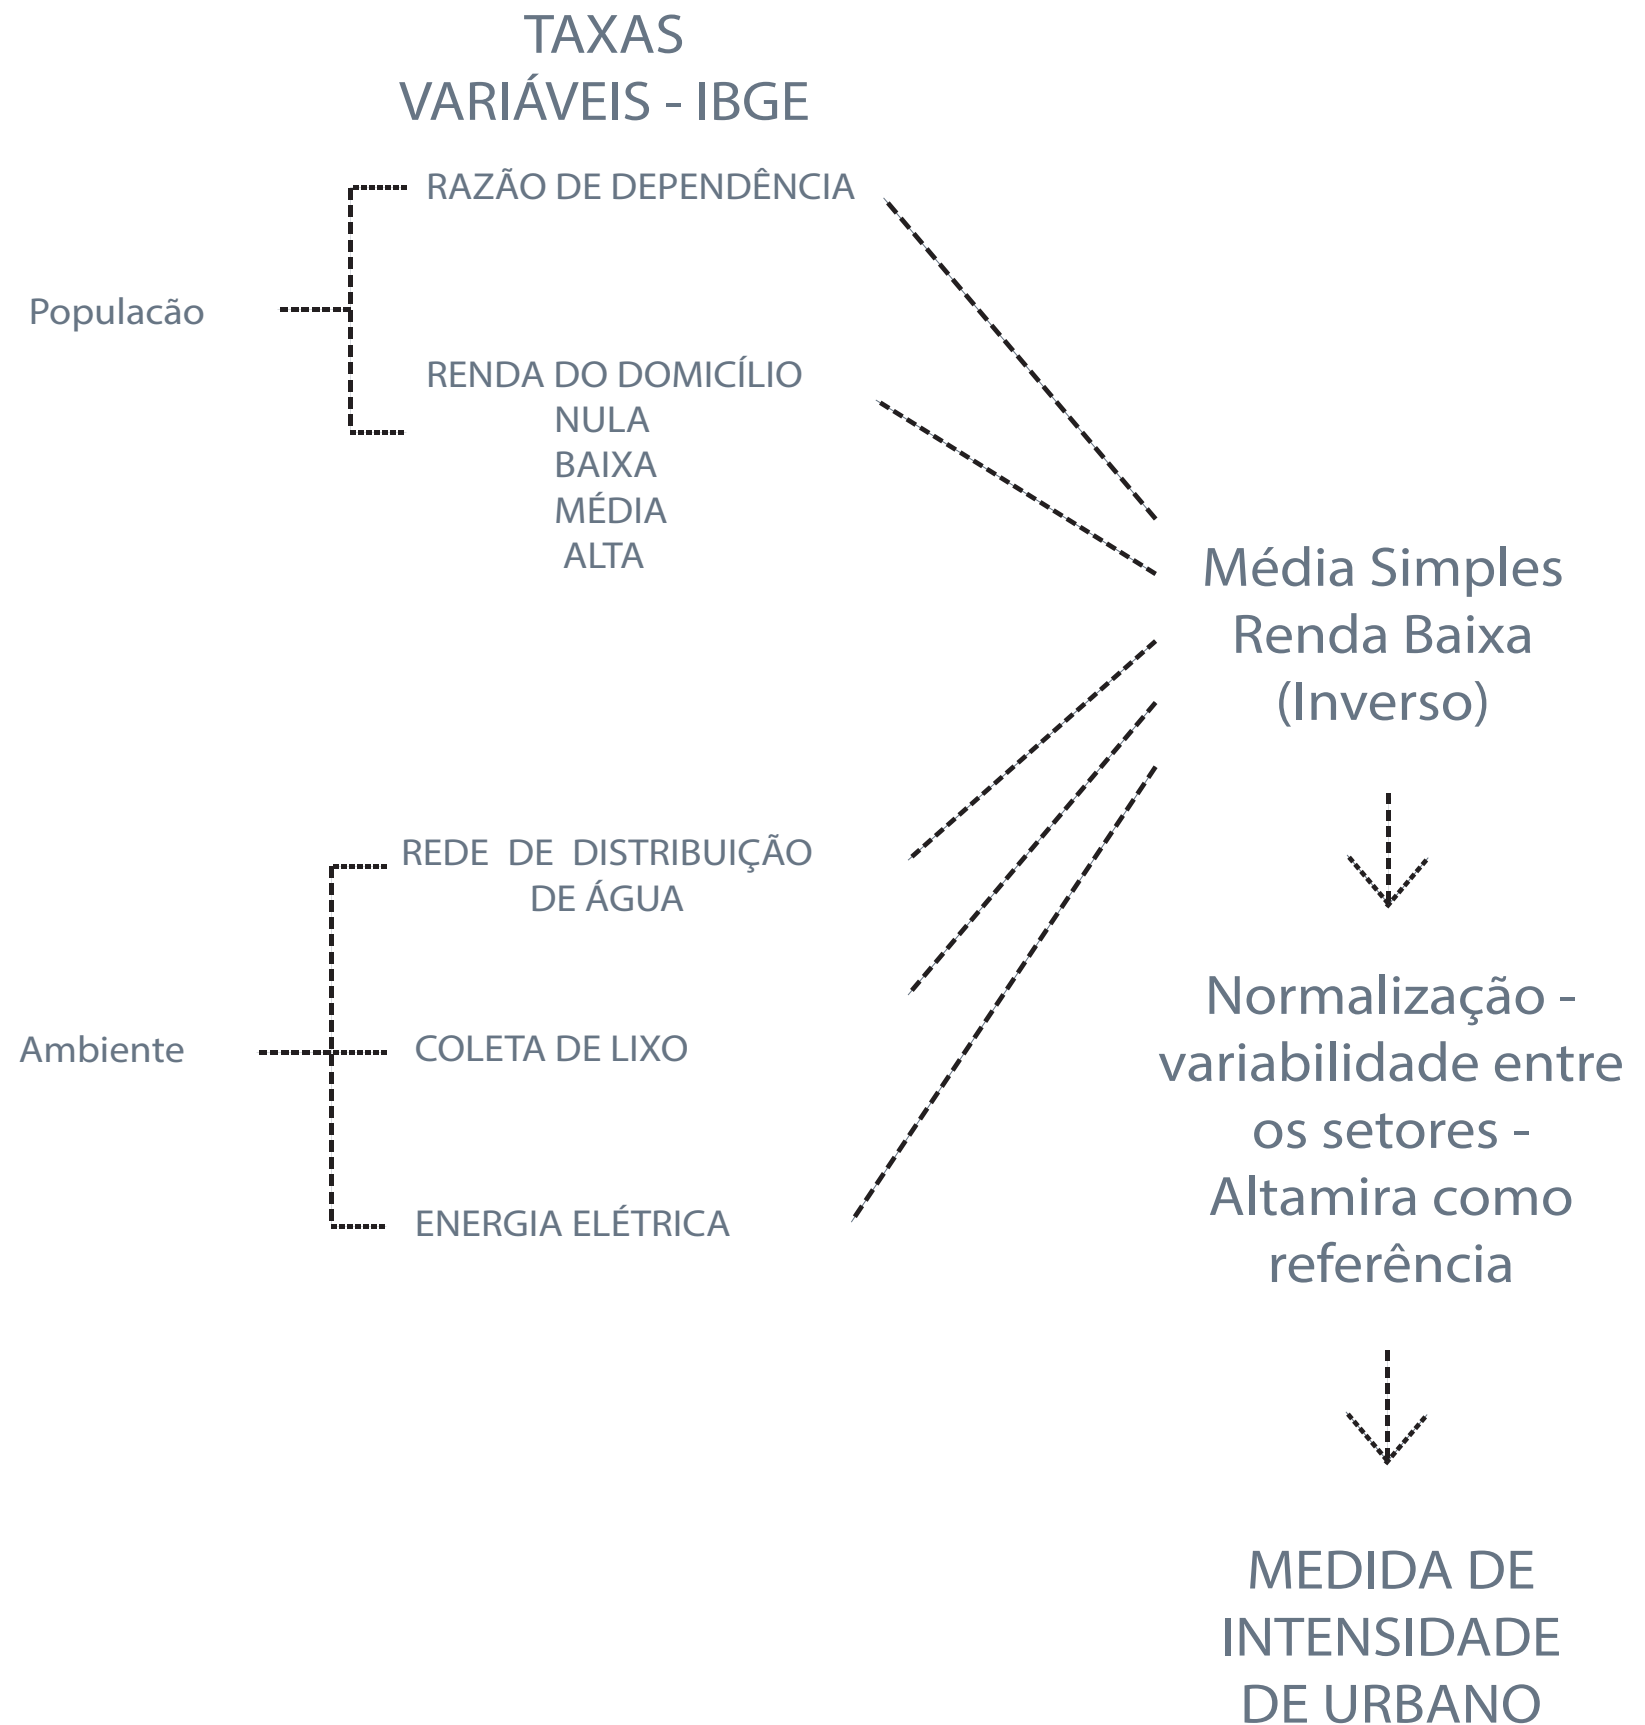 TAXAS
VARIÁVEIS - IBGE
Populacão
RAZÃO DE DEPENDÊNCIA
RENDA DO DOMICÍLIO
NULA
BAIXA
MÉDIA
ALTA
Ambiente
REDE DE DISTRIBUIÇÃO
DE ÁGUA
COLETA DE LIXO
ENERGIA ELÉTRICA
Média Simples
Renda Baixa
(Inverso)
Normalização -
variabilidade entre
os setores -
Altamira como
referência
MEDIDA DE
INTENSIDADE
DE URBANO